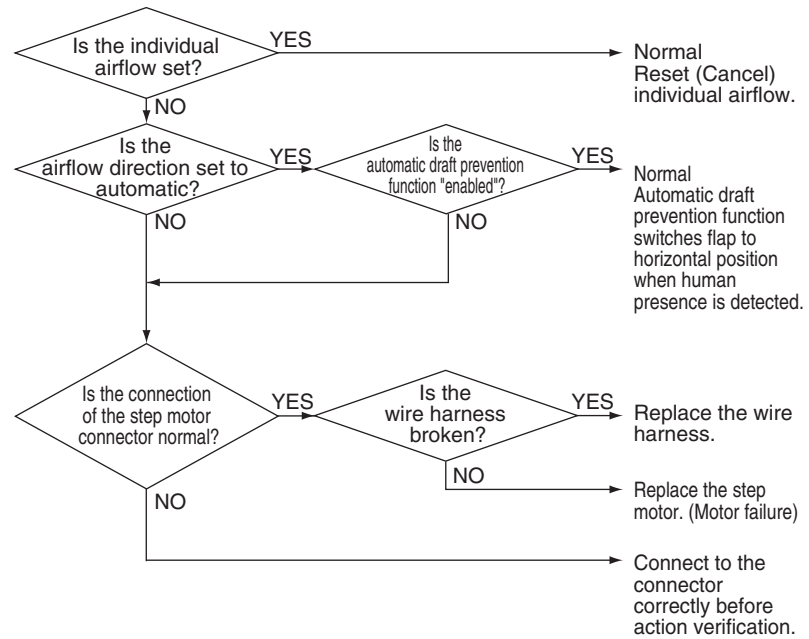 Is the individual
airflow set?
YES
Normal
Reset (Cancel)
individual airflow.
NO
Is the
airflow direction set to
automatic?
YES
Is the
automatic draft prevention
function "enabled"?
YES
Normal
Automatic draft
prevention function
switches flap to
horizontal position
when human
presence is detected.
NO
NO
Is the connection
of the step motor
connector normal?
YES
Is the
wire harness
broken?
YES
Replace the wire
harness.
NO
Replace the step
motor. (Motor failure)
NO
Connect to the
connector
correctly before
action verification.